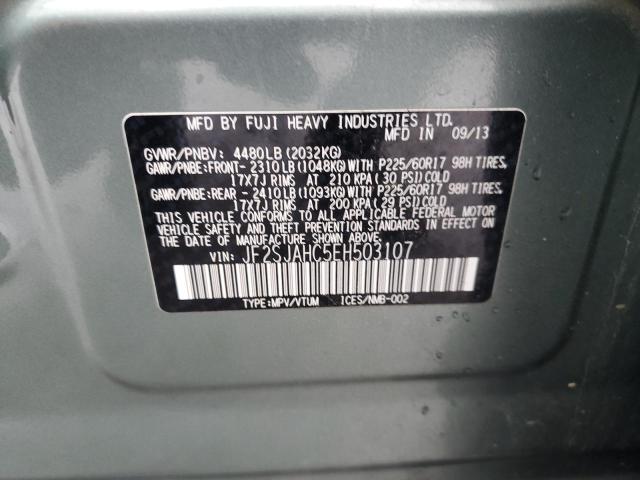 MFD BY FUJI HEAVY INDUSTRIES LTD.
MFD IN 09/13
GVWR/PNBV: 4480LB(2032KG)
GAWR/PNBE:FRONT-2310LB(1048KG)WITH P225/60R17 98H TIRES,
17X7J RIMS AT 210 KPA(30 PSI)COLD
GAWR/PNBE:REAR -2410LB(1093KG)WITH P225/60R17 98H TIRES,
17X7J RIMS AT 200 KPA(29 PSI)COLD
THIS VEHICLE CONFORMS TO ALL APPLICABLE FEDERAL MOTOR
VEHICLE SAFETY STANDARDS IN EFFECT ON THE DATE OF
MANUFACTURE SHOWN ABOVE.
VIN: JF2SJAHC5EH503107
TYPE:MPV/VTUM ICES/NMB-002